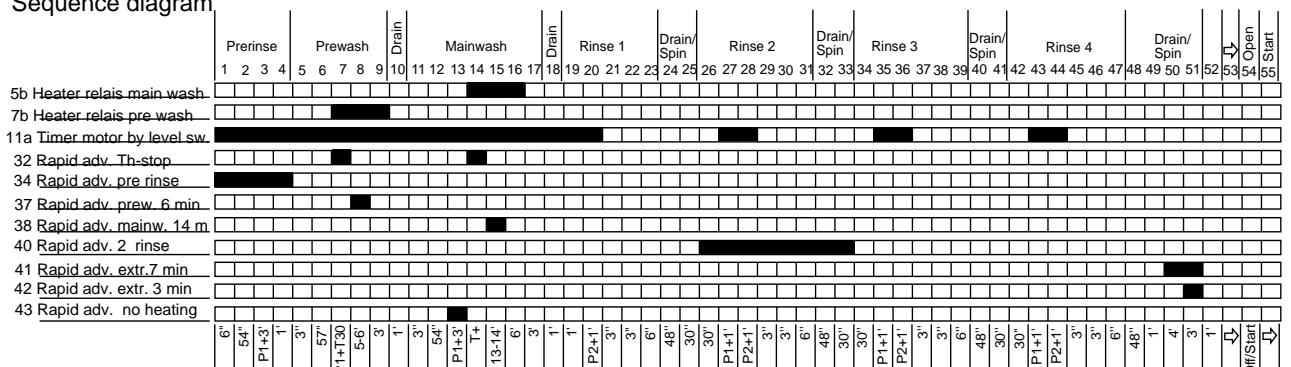 Sequence diagram
Prerinse Prewash Drain Mainwash Drain Rinse 1 Drain/ Spin Rinse 2 Drain/ Spin Rinse 3 Drain/ Spin Rinse 4 Drain/ Spin ⇨ Open Start
1 2 3 4 5 6 7 8 9 10 11 12 13 14 15 16 17 18 19 20 21 22 23 24 25 26 27 28 29 30 31 32 33 34 35 36 37 38 39 40 41 42 43 44 45 46 47 48 49 50 51 52 53 54 55
5b Heater relais main wash
7b Heater relais pre wash
11a Timer motor by level sw.
32 Rapid adv. Th-stop
34 Rapid adv. pre rinse
37 Rapid adv. prew. 6 min
38 Rapid adv. mainw. 14 m
40 Rapid adv. 2 rinse
41 Rapid adv. extr.7 min
42 Rapid adv. extr. 3 min
43 Rapid adv. no heating
6" 54" P1+3' 1' 3" 57" P1+T30 5-6' 3' 1' 3" 54' P1+3' T+ 13-14' 6' 3' 1' 1' P2+1' 3" 3" 6" 48" 30" 30" P1+1' P2+1' 3" 3" 6" 48" 30" 30" P1+1' P2+1' 3" 3" 6" 48" 30" 30" P1+1' P2+1' 3" 3" 6" 48" 1' 4' 3' 1' ⇨ Off/Start ⇨